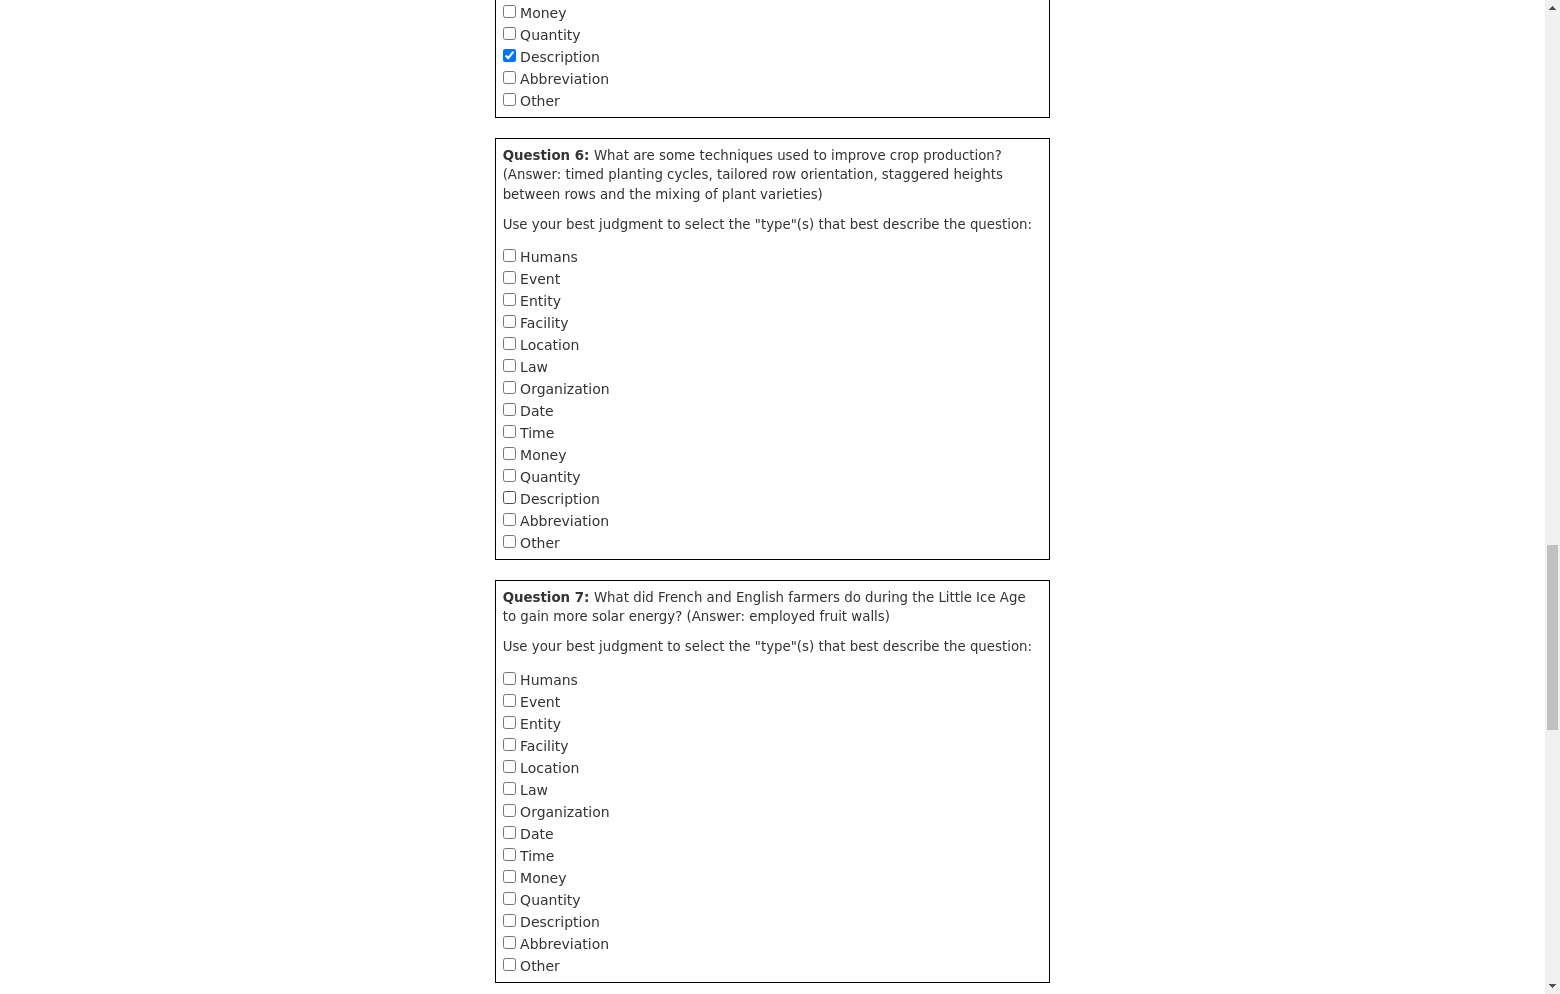 Money
Quantity
Description
Abbreviation
Other
Question 6: What are some techniques used to improve crop production?
(Answer: timed planting cycles, tailored row orientation, staggered heights
between rows and the mixing of plant varieties)
Use your best judgment to select the "type"(s) that best describe the question:
Humans
Event
Entity
Facility
Location
Law
Organization
Date
Time
Money
Quantity
Description
Abbreviation
Other
Question 7: What did French and English farmers do during the Little Ice Age
to gain more solar energy? (Answer: employed fruit walls)
Use your best judgment to select the "type"(s) that best describe the question:
Humans
Event
Entity
Facility
Location
Law
Organization
Date
Time
Money
Quantity
Description
Abbreviation
Other